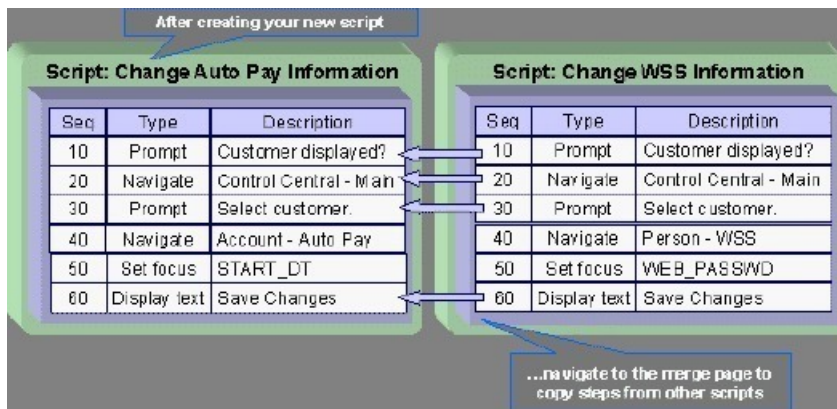 After creating your new script
Script: Change Auto Pay Information
Seq Type Description
10 Prompt Customer displayed?
20 Navigate Control Central - Main
30 Prompt Select customer.
40 Navigate Account - Auto Pay
50 Set focus START_DT
60 Display text Save Changes
Script: Change WSS Information
Seq Type Description
10 Prompt Customer displayed?
20 Navigate Control Central - Main
30 Prompt Select customer.
40 Navigate Person - WSS
50 Set focus WEB_PASSWD
60 Display text Save Changes
...navigate to the merge page to
copy steps from other scripts